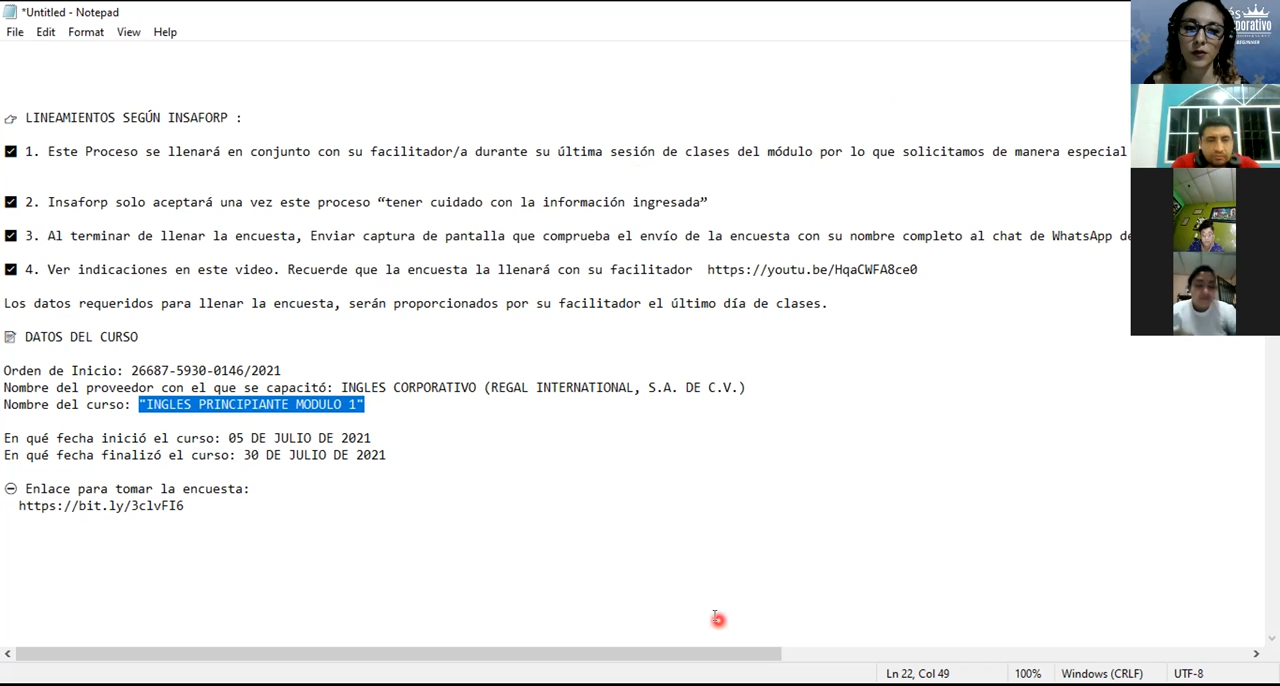 *Untitled - Notepad
File Edit Format View Help
LINEAMIENTOS SEGÚN INSAFORP :
1. Este Proceso se llenará en conjunto con su facilitador/a durante su última sesión de clases del módulo por lo que solicitamos de manera especial
2. Insaforp solo aceptará una vez este proceso “tener cuidado con la información ingresada”
3. Al terminar de llenar la encuesta, Enviar captura de pantalla que comprueba el envío de la encuesta con su nombre completo al chat de WhatsApp de
4. Ver indicaciones en este video. Recuerde que la encuesta la llenará con su facilitador https://youtu.be/HqaCWFA8ce0
Los datos requeridos para llenar la encuesta, serán proporcionados por su facilitador el último día de clases.
DATOS DEL CURSO
Orden de Inicio: 26687-5930-0146/2021
Nombre del proveedor con el que se capacitó: INGLES CORPORATIVO (REGAL INTERNATIONAL, S.A. DE C.V.)
Nombre del curso: "INGLES PRINCIPIANTE MODULO 1"
En qué fecha inició el curso: 05 DE JULIO DE 2021
En qué fecha finalizó el curso: 30 DE JULIO DE 2021
Enlace para tomar la encuesta:
https://bit.ly/3clvFI6
Ln 22, Col 49 100% Windows (CRLF) UTF-8